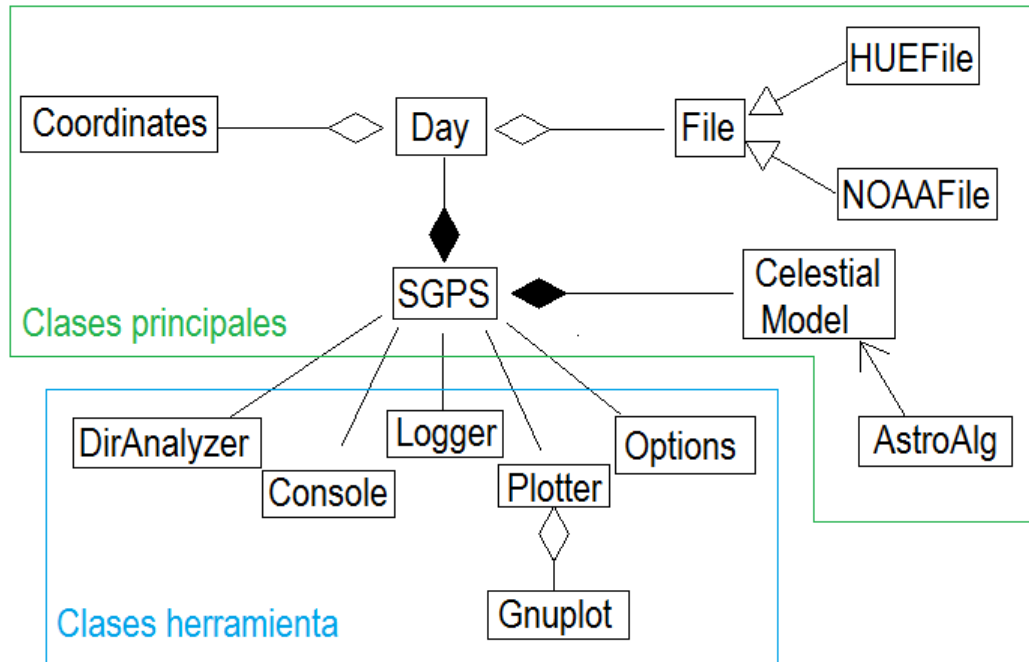 HUEFile
Coordinates
Day
File
NOAAFile
SGPS
Celestial
Model
Clases principales
DirAnalyzer
Console
Logger
Plotter
Options
AstroAlg
Gnuplot
Clases herramienta